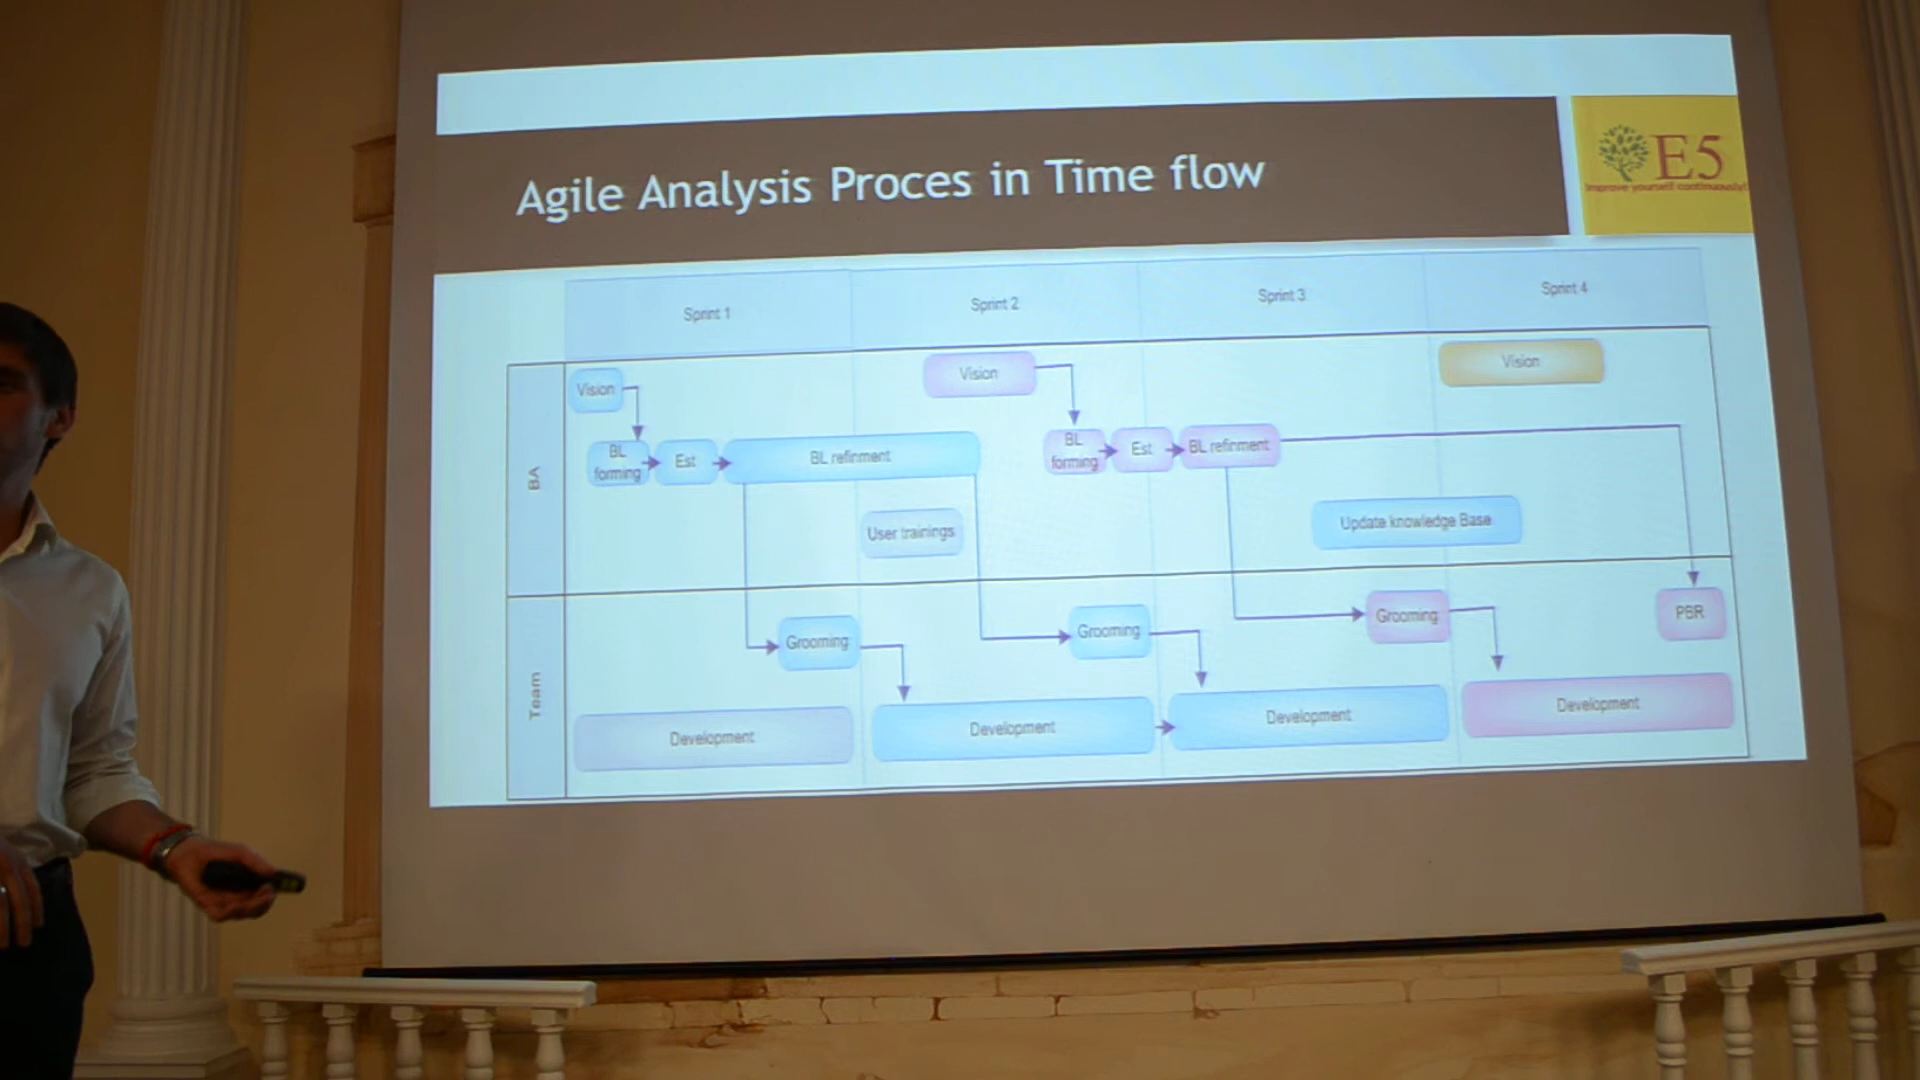 Agile Analysis Proces in Time flow
E5
Improve yourself continuously!
Sprint 1
Sprint 2
Sprint 3
Sprint 4
BA
Vision
Vision
Vision
BL
forming
Est
BL refinment
BL
forming
Est
BL refinment
User trainings
Update knowledge Base
Team
Grooming
Grooming
Grooming
PBR
Development
Development
Development
Development